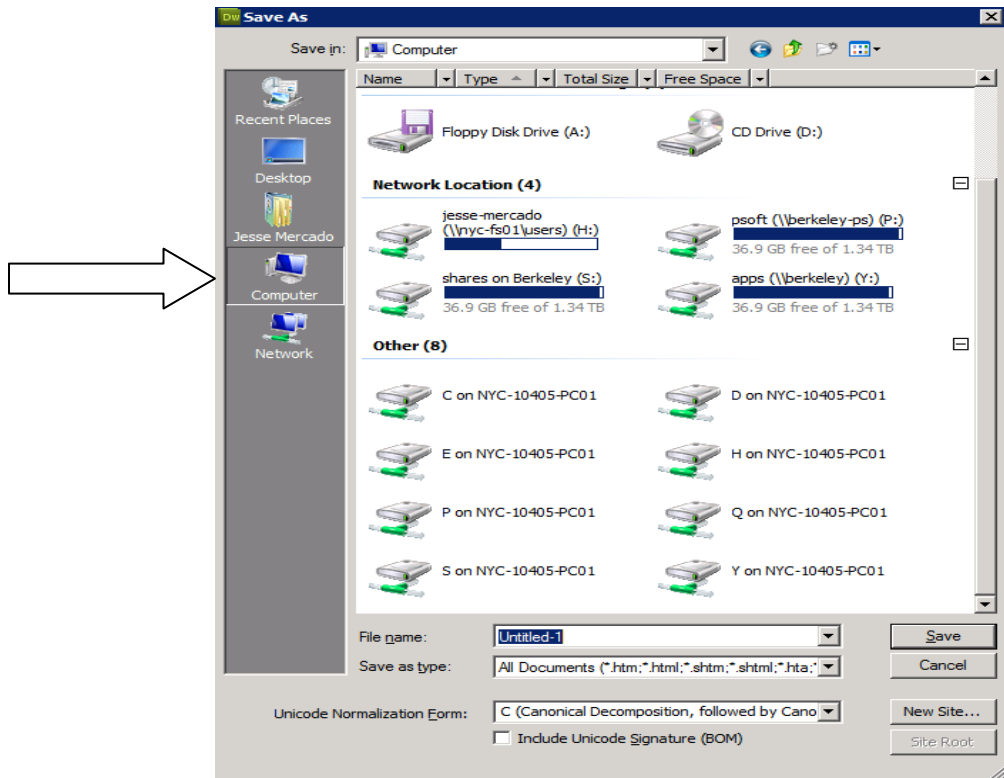 Dw Save As
Save in: Computer
Name Type Total Size Free Space
Recent Places
Desktop
Jesse Mercado
Computer
Network
Floppy Disk Drive (A:)
CD Drive (D:)
Network Location (4)
jesse-mercado
(\\nyc-fs01\users) (H:)
psoft (\\berkeley-ps) (P:)
36.9 GB free of 1.34 TB
shares on Berkeley (S:)
36.9 GB free of 1.34 TB
apps (\\berkeley) (Y:)
36.9 GB free of 1.34 TB
Other (8)
C on NYC-10405-PC01
D on NYC-10405-PC01
E on NYC-10405-PC01
H on NYC-10405-PC01
P on NYC-10405-PC01
Q on NYC-10405-PC01
S on NYC-10405-PC01
Y on NYC-10405-PC01
File name: Untitled-1
Save
Save as type: All Documents (*.htm;*.html;*.shtm;*.shtml;*.hta;
Cancel
Unicode Normalization Form: C (Canonical Decomposition, followed by Cano
New Site...
Include Unicode Signature (BOM)
Site Root